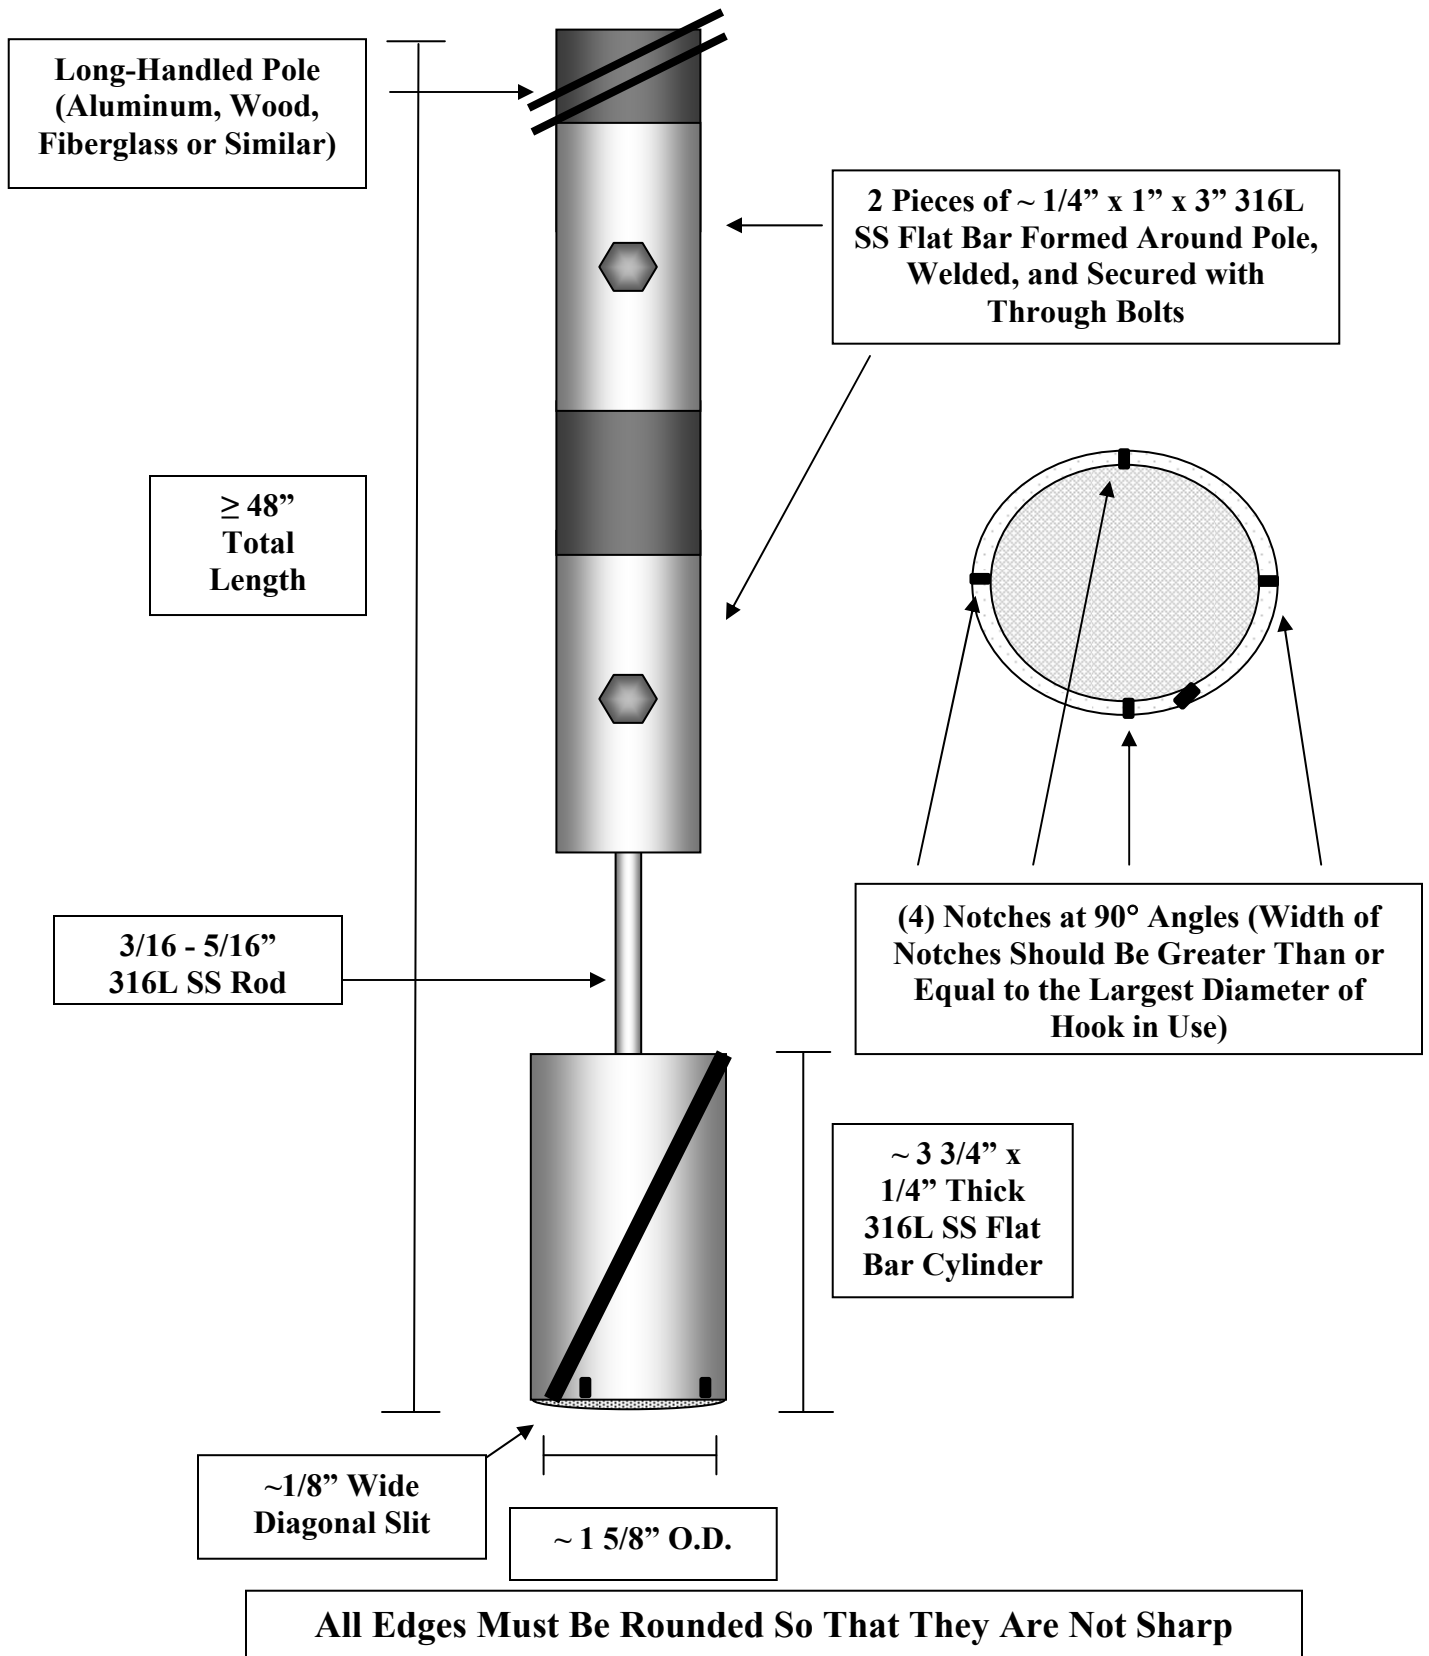 Long-Handled Pole
(Aluminum, Wood,
Fiberglass or Similar)
2 Pieces of ~ 1/4” x 1” x 3” 316L
SS Flat Bar Formed Around Pole,
Welded, and Secured with
Through Bolts
≥ 48”
Total
Length
(4) Notches at 90° Angles (Width of
Notches Should Be Greater Than or
Equal to the Largest Diameter of
Hook in Use)
3/16 - 5/16”
316L SS Rod
~ 3 3/4” x
1/4” Thick
316L SS Flat
Bar Cylinder
~1/8” Wide
Diagonal Slit
~ 1 5/8” O.D.
All Edges Must Be Rounded So That They Are Not Sharp